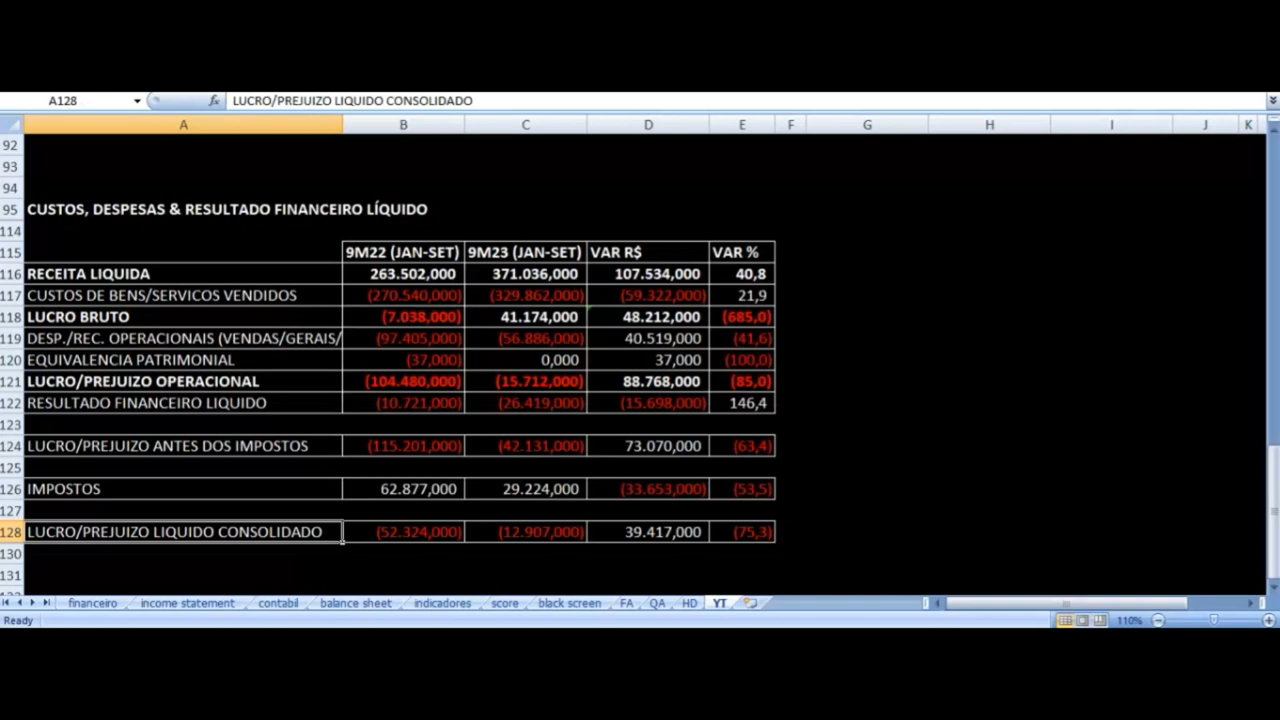 A128 fx LUCRO/PREJUIZO LIQUIDO CONSOLIDADO
A B C D E F G H I J K
92
93
94
95 CUSTOS, DESPESAS & RESULTADO FINANCEIRO LÍQUIDO
114
115 9M22 (JAN-SET) 9M23 (JAN-SET) VAR R$ VAR %
116 RECEITA LIQUIDA 263.502,000 371.036,000 107.534,000 40,8
117 CUSTOS DE BENS/SERVICOS VENDIDOS (270.540,000) (329.862,000) (59.322,000) 21,9
118 LUCRO BRUTO (7.038,000) 41.174,000 48.212,000 (685,0)
119 DESP./REC. OPERACIONAIS (VENDAS/GERAIS/ (97.405,000) (56.886,000) 40.519,000 (41,6)
120 EQUIVALENCIA PATRIMONIAL (37,000) 0,000 37,000 (100,0)
121 LUCRO/PREJUIZO OPERACIONAL (104.480,000) (15.712,000) 88.768,000 (85,0)
122 RESULTADO FINANCEIRO LIQUIDO (10.721,000) (26.419,000) (15.698,000) 146,4
123
124 LUCRO/PREJUIZO ANTES DOS IMPOSTOS (115.201,000) (42.131,000) 73.070,000 (63,4)
125
126 IMPOSTOS 62.877,000 29.224,000 (33.653,000) (53,5)
127
128 LUCRO/PREJUIZO LIQUIDO CONSOLIDADO (52.324,000) (12.907,000) 39.417,000 (75,3)
130
131
financeiro income statement contabil balance sheet indicadores score black screen FA QA HD YT
Ready 110%